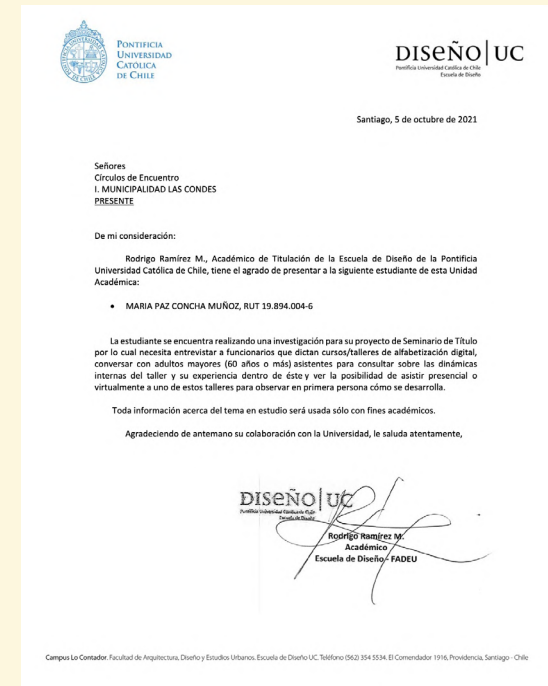 PONTIFICIA
UNIVERSIDAD
CATÓLICA
DE CHILE
DISEÑO|UC
Pontificia Universidad Católica de Chile
Escuela de Diseño
Santiago, 5 de octubre de 2021
Señores
Círculos de Encuentro
I. MUNICIPALIDAD LAS CONDES
PRESENTE
De mi consideración:
Rodrigo Ramírez M., Académico de Titulación de la Escuela de Diseño de la Pontificia
Universidad Católica de Chile, tiene el agrado de presentar a la siguiente estudiante de esta Unidad
Académica:
• MARIA PAZ CONCHA MUÑOZ, RUT 19.894.004-6
La estudiante se encuentra realizando una investigación para su proyecto de Seminario de Título
por lo cual necesita entrevistar a funcionarios que dictan cursos/talleres de alfabetización digital,
conversar con adultos mayores (60 años o más) asistentes para consultar sobre las dinámicas
internas del taller y su experiencia dentro de éste y ver la posibilidad de asistir presencial o
virtualmente a uno de estos talleres para observar en primera persona cómo se desarrolla.
Toda información acerca del tema en estudio será usada sólo con fines académicos.
Agradeciendo de antemano su colaboración con la Universidad, le saluda atentamente,
DISEÑO|UC
Pontificia Universidad Católica de Chile
Escuela de Diseño
Rodrigo Ramírez M.
Académico
Escuela de Diseño - FADEU
Campus Lo Contador. Facultad de Arquitectura, Diseño y Estudios Urbanos. Escuela de Diseño UC. Teléfono (562) 354 5534. El Comendador 1916, Providencia, Santiago - Chile